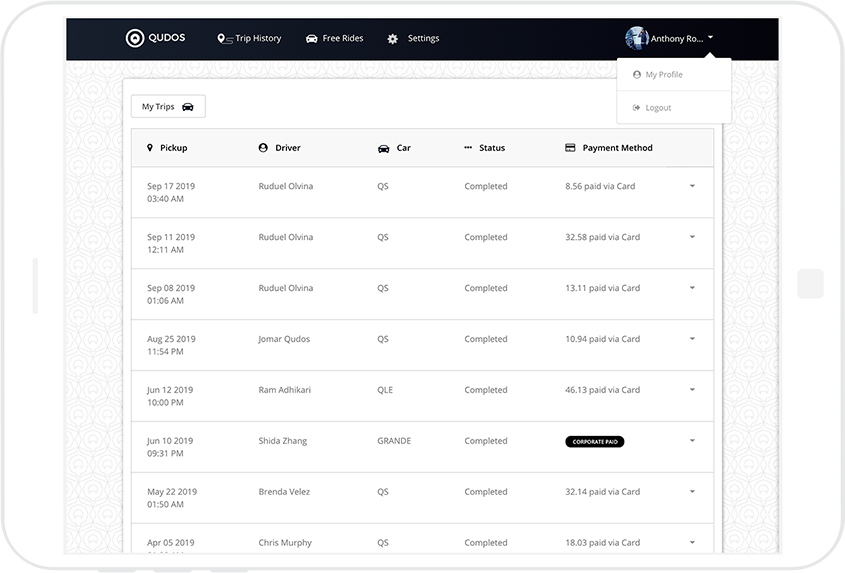 QUDOS Trip History Free Rides Settings Anthony Ro...
My Profile
Logout
My Trips
Pickup Driver Car Status Payment Method
Sep 17 2019 Ruduel Olvina QS Completed 8.56 paid via Card
03:40 AM
Sep 11 2019 Ruduel Olvina QS Completed 32.58 paid via Card
12:11 AM
Sep 08 2019 Ruduel Olvina QS Completed 13.11 paid via Card
01:06 AM
Aug 25 2019 Jomar Qudos QS Completed 10.94 paid via Card
11:54 PM
Jun 12 2019 Ram Adhikari QLE Completed 46.13 paid via Card
10:00 PM
Jun 10 2019 Shida Zhang GRANDE Completed CORPORATE PAID
09:31 PM
May 22 2019 Brenda Velez QS Completed 32.14 paid via Card
01:50 AM
Apr 05 2019 Chris Murphy QS Completed 18.03 paid via Card